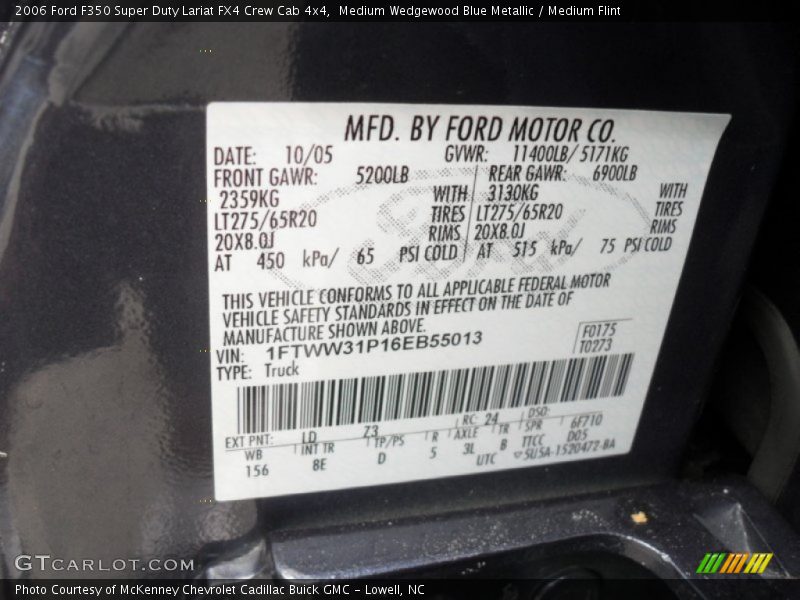 2006 Ford F350 Super Duty Lariat FX4 Crew Cab 4x4, Medium Wedgewood Blue Metallic / Medium Flint
MFD. BY FORD MOTOR CO.
DATE: 10/05 GVWR: 11400LB/ 5171KG
FRONT GAWR: 5200LB REAR GAWR: 6900LB
2359KG WITH 3130KG WITH
LT275/65R20 TIRES LT275/65R20 TIRES
20X8.0J RIMS 20X8.0J RIMS
AT 450 kPa/ 65 PSI COLD AT 515 kPa/ 75 PSI COLD
Ford
THIS VEHICLE CONFORMS TO ALL APPLICABLE FEDERAL MOTOR
VEHICLE SAFETY STANDARDS IN EFFECT ON THE DATE OF
MANUFACTURE SHOWN ABOVE.
VIN: 1FTWW31P16EB55013 F0175
TYPE: Truck T0273
EXT PNT: LD Z3 RC: 24 DSO: 6F710
WB INT TR TP/PS R AXLE TR SPR D05
156 8E D 5 3L B TTCC
UTC 5U5A-1520472-BA
GTCARLOT.COM
Photo Courtesy of McKenney Chevrolet Cadillac Buick GMC - Lowell, NC